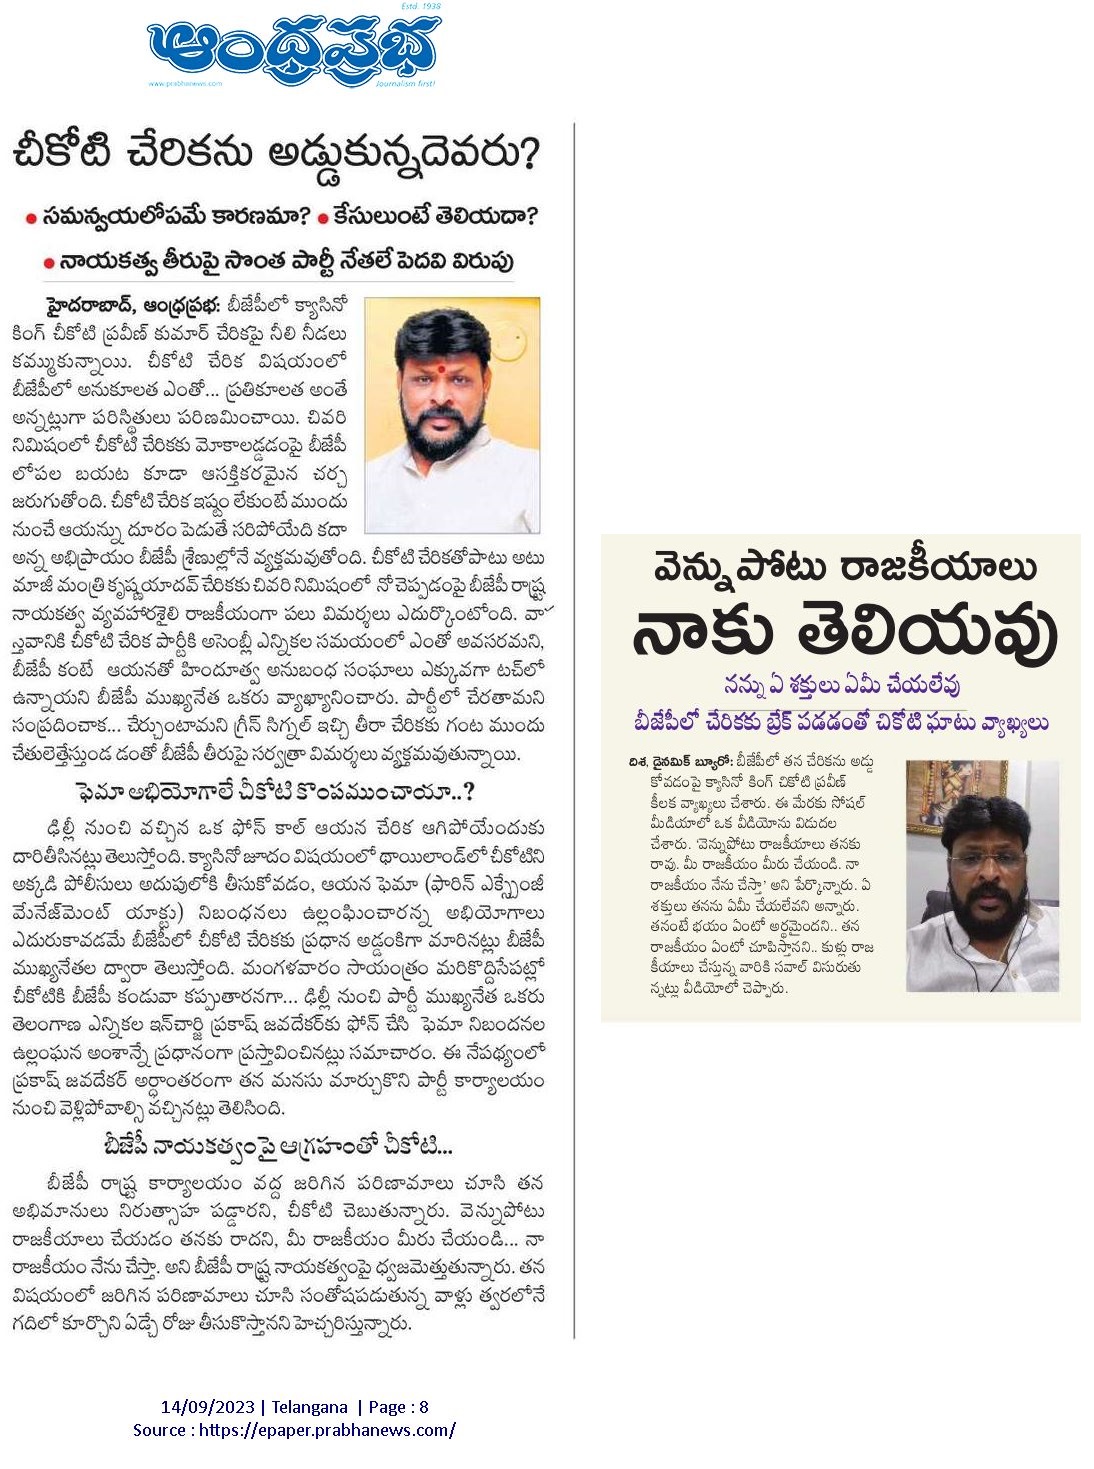 Estd. 1938
ఆంధ్రప్రభ
www.prabhanews.com
Journalism first!
చీకోటి చేరికను అడ్డుకున్నదెవరు?
● సమన్వయలోపమే కారణమా? ● కేసులుంటే తెలియదా?
● నాయకత్వ తీరుపై సొంత పార్టీ నేతలే పెదవి విరుపు
హైదరాబాద్, ఆంధ్రప్రభ: బీజేపీలో క్యాసినో
కింగ్ చీకోటి ప్రవీణ్ కుమార్ చేరికపై నీలి నీడలు
కమ్ముకున్నాయి. చీకోటి చేరిక విషయంలో
బీజేపీలో అనుకూలత ఎంతో... ప్రతికూలత అంతే
అన్నట్లుగా పరిస్థితులు పరిణమించాయి. చివరి
నిమిషంలో చీకోటి చేరికకు మోకాలడ్డడంపై బీజేపీ
లోపల బయట కూడా ఆసక్తికరమైన చర్చ
జరుగుతోంది. చీకోటి చేరిక ఇష్టం లేకుంటే ముందు
నుంచే ఆయన్ను దూరం పెడుతే సరిపోయేది కదా
అన్న అభిప్రాయం బీజేపీ శ్రేణుల్లోనే వ్యక్తమవుతోంది. చీకోటి చేరికతోపాటు అటు
మాజీ మంత్రి కృష్ణయాదవ్ చేరికకు చివరి నిమిషంలో నో చెప్పడంపై బీజేపీ రాష్ట్ర
నాయకత్వ వ్యవహారశైలి రాజకీయంగా పలు విమర్శలు ఎదుర్కొంటోంది. వా
స్తవానికి చీకోటి చేరిక పార్టీకి అసెంబ్లీ ఎన్నికల సమయంలో ఎంతో అవసరమని,
బీజేపీ కంటే ఆయనతో హిందూత్వ అనుబంధ సంఘాలు ఎక్కువగా టచ్‌లో
ఉన్నాయని బీజేపీ ముఖ్యనేత ఒకరు వ్యాఖ్యానించారు. పార్టీలో చేరతామని
సంప్రదించాక... చేర్చుంటామని గ్రీన్ సిగ్నల్ ఇచ్చి తీరా చేరికకు గంట ముందు
చేతులెత్తేస్తుండ డంతో బీజేపీ తీరుపై సర్వత్రా విమర్శలు వ్యక్తమవుతున్నాయి.
ఫెమా అభియోగాలే చీకోటి కొంపముంచాయా..?
ఢిల్లీ నుంచి వచ్చిన ఒక ఫోన్ కాల్ ఆయన చేరిక ఆగిపోయేందుకు
దారితీసినట్లు తెలుస్తోంది. క్యాసినో జూదం విషయంలో థాయిలాండ్‌లో చీకోటిని
అక్కడి పోలీసులు అదుపులోకి తీసుకోవడం, ఆయన ఫెమా (ఫారిన్ ఎక్స్ఛేంజీ
మేనేజ్‌మెంట్ యాక్టు) నిబంధనలు ఉల్లంఘించారన్న అభియోగాలు
ఎదురుకావడమే బీజేపీలో చీకోటి చేరికకు ప్రధాన అడ్డంకిగా మారినట్లు బీజేపీ
ముఖ్యనేతల ద్వారా తెలుస్తోంది. మంగళవారం సాయంత్రం మరికొద్దిసేపట్లో
చీకోటికి బీజేపీ కండువా కప్పుతారనగా... ఢిల్లీ నుంచి పార్టీ ముఖ్యనేత ఒకరు
తెలంగాణ ఎన్నికల ఇన్‌చార్జి ప్రకాష్ జవదేకర్‌కు ఫోన్ చేసి ఫెమా నిబందనల
ఉల్లంఘన అంశాన్నే ప్రధానంగా ప్రస్తావించినట్లు సమాచారం. ఈ నేపథ్యంలో
ప్రకాష్ జవదేకర్ అర్ధాంతరంగా తన మనసు మార్చుకొని పార్టీ కార్యాలయం
నుంచి వెళ్లిపోవాల్సి వచ్చినట్లు తెలిసింది.
బీజేపీ నాయకత్వంపై ఆగ్రహంతో చీకోటి...
బీజేపీ రాష్ట్ర కార్యాలయం వద్ద జరిగిన పరిణామాలు చూసి తన
అభిమానులు నిరుత్సాహ పడ్డారని, చీకోటి చెబుతున్నారు. వెన్నుపోటు
రాజకీయాలు చేయడం తనకు రాదని, మీ రాజకీయం మీరు చేయండి... నా
రాజకీయం నేను చేస్తా. అని బీజేపీ రాష్ట్ర నాయకత్వంపై ధ్వజమెత్తుతున్నారు. తన
విషయంలో జరిగిన పరిణామాలు చూసి సంతోషపడుతున్న వాళ్లు త్వరలోనే
గదిలో కూర్చొని ఏడ్చే రోజు తీసుకొస్తానని హెచ్చరిస్తున్నారు.
వెన్నుపోటు రాజకీయాలు
నాకు తెలియవు
నన్ను ఏ శక్తులు ఏమీ చేయలేవు
బీజేపీలో చేరికకు బ్రేక్ పడడంతో చికోటి ఘాటు వ్యాఖ్యలు
దిశ, డైనమిక్ బ్యూరో: బీజేపీలో తన చేరికను అడ్డు
కోవడంపై క్యాసినో కింగ్ చికోటి ప్రవీణ్
కీలక వ్యాఖ్యలు చేశారు. ఈ మేరకు సోషల్
మీడియాలో ఒక వీడియోను విడుదల
చేశారు. 'వెన్నుపోటు రాజకీయాలు తనకు
రావు. మీ రాజకీయం మీరు చేయండి. నా
రాజకీయం నేను చేస్తా' అని పేర్కొన్నారు. ఏ
శక్తులు తనను ఏమీ చేయలేవని అన్నారు.
తనంటే భయం ఏంటో అర్థమైందని.. తన
రాజకీయం ఏంటో చూపిస్తానని.. కుళ్లు రాజ
కీయాలు చేస్తున్న వారికి సవాల్ విసురుతు
న్నట్లు వీడియోలో చెప్పారు.
14/09/2023 | Telangana | Page : 8
Source : https://epaper.prabhanews.com/